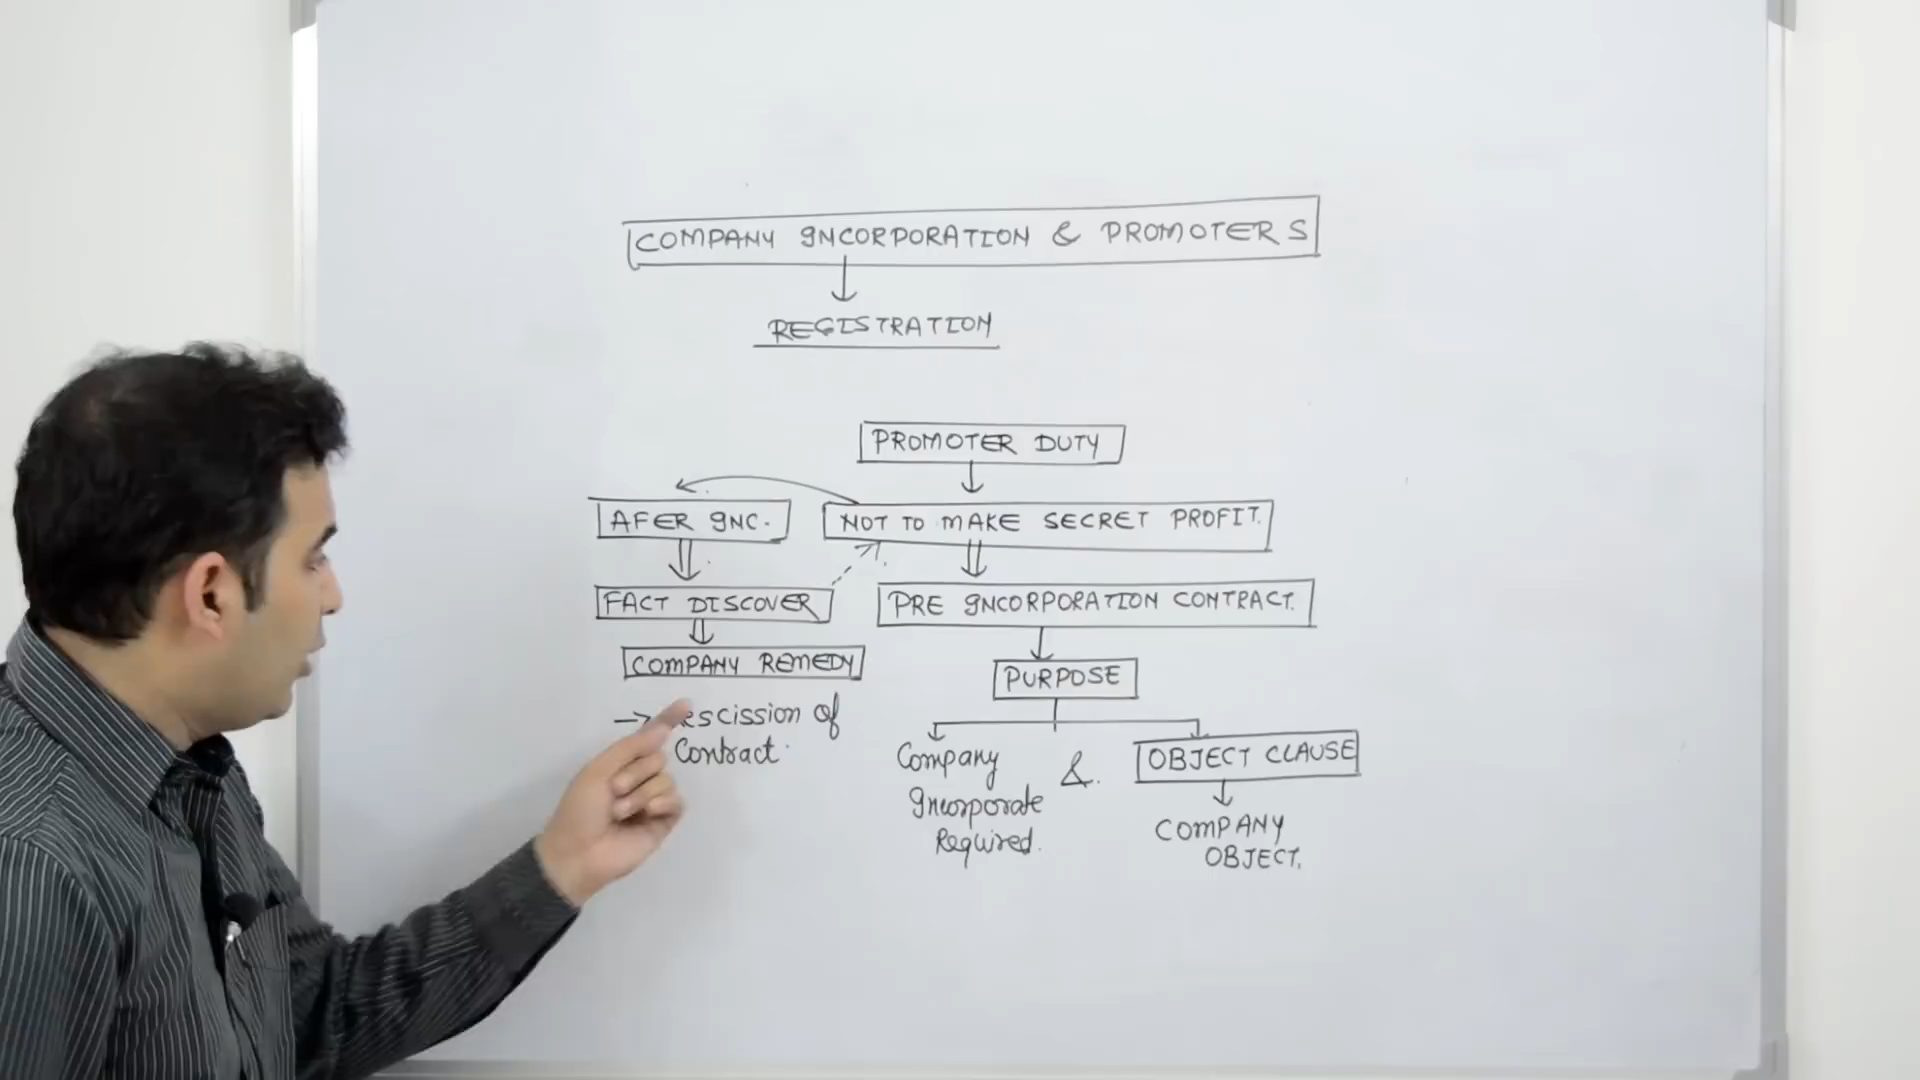 COMPANY INCORPORATION & PROMOTERS
REGISTRATION
PROMOTER DUTY
AFER INC.
NOT TO MAKE SECRET PROFIT.
FACT DISCOVER
PRE INCORPORATION CONTRACT.
COMPANY REMEDY
PURPOSE
→ Rescission of
Contract.
Company
Incorporate
Required.
&.
OBJECT CLAUSE
COMPANY
OBJECT.